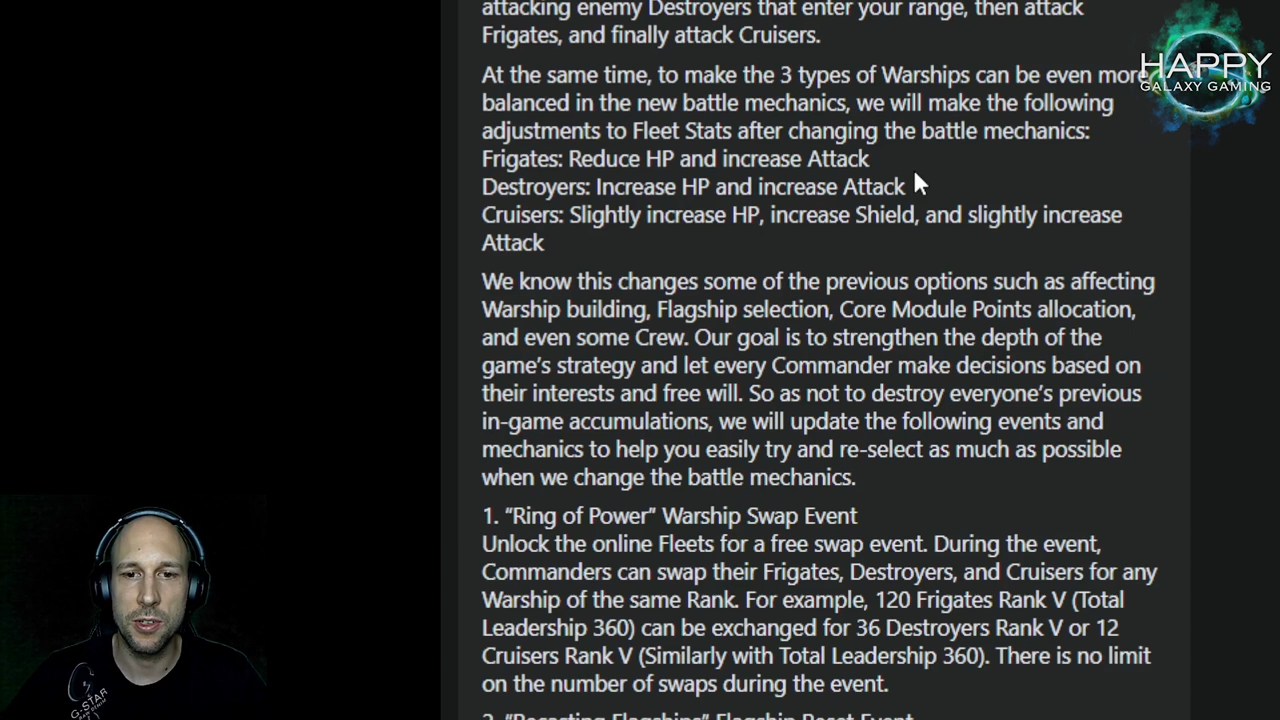 attacking enemy Destroyers that enter your range, then attack
Frigates, and finally attack Cruisers.
At the same time, to make the 3 types of Warships can be even more
balanced in the new battle mechanics, we will make the following
adjustments to Fleet Stats after changing the battle mechanics:
Frigates: Reduce HP and increase Attack
Destroyers: Increase HP and increase Attack
Cruisers: Slightly increase HP, increase Shield, and slightly increase
Attack
We know this changes some of the previous options such as affecting
Warship building, Flagship selection, Core Module Points allocation,
and even some Crew. Our goal is to strengthen the depth of the
game's strategy and let every Commander make decisions based on
their interests and free will. So as not to destroy everyone's previous
in-game accumulations, we will update the following events and
mechanics to help you easily try and re-select as much as possible
when we change the battle mechanics.
1. “Ring of Power” Warship Swap Event
Unlock the online Fleets for a free swap event. During the event,
Commanders can swap their Frigates, Destroyers, and Cruisers for any
Warship of the same Rank. For example, 120 Frigates Rank V (Total
Leadership 360) can be exchanged for 36 Destroyers Rank V or 12
Cruisers Rank V (Similarly with Total Leadership 360). There is no limit
on the number of swaps during the event.
HAPPY
GALAXY GAMING
G-STAR